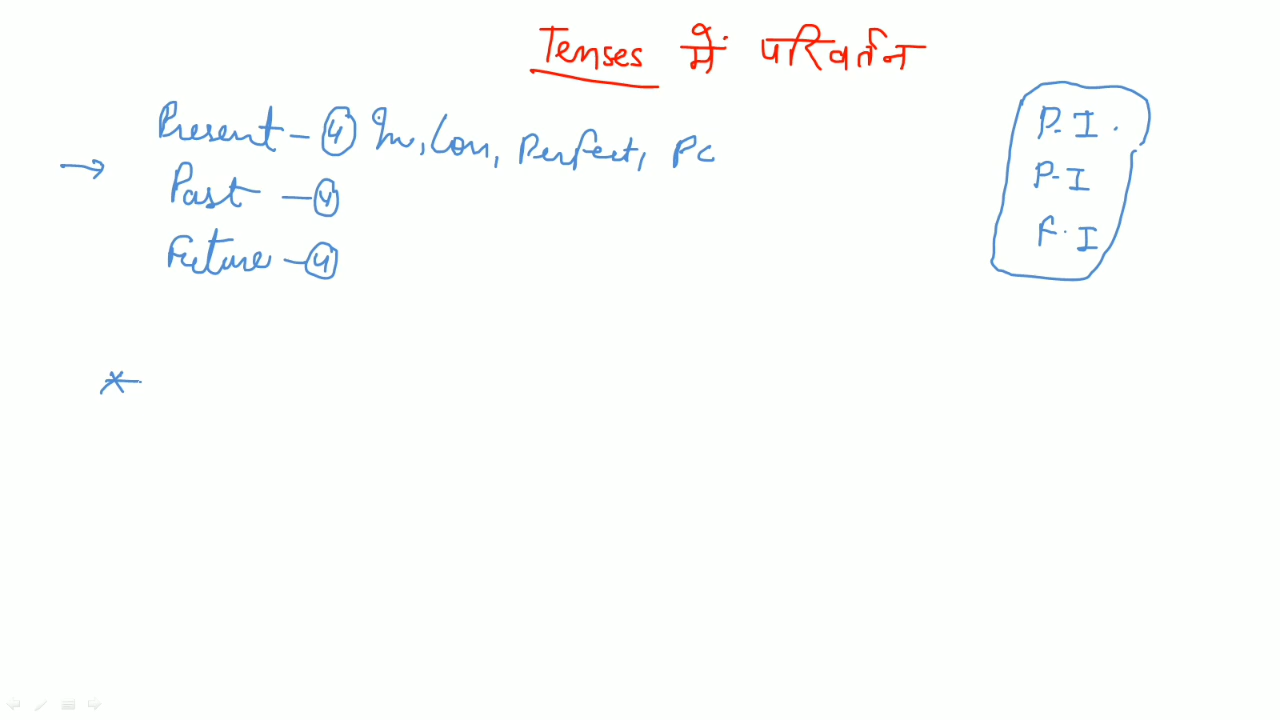 Tenses में परिवर्तन
Present - 4 In, Con, Perfect, Pc
→ Past - 4
Future - 4
P.I.
P-I
F.I
*